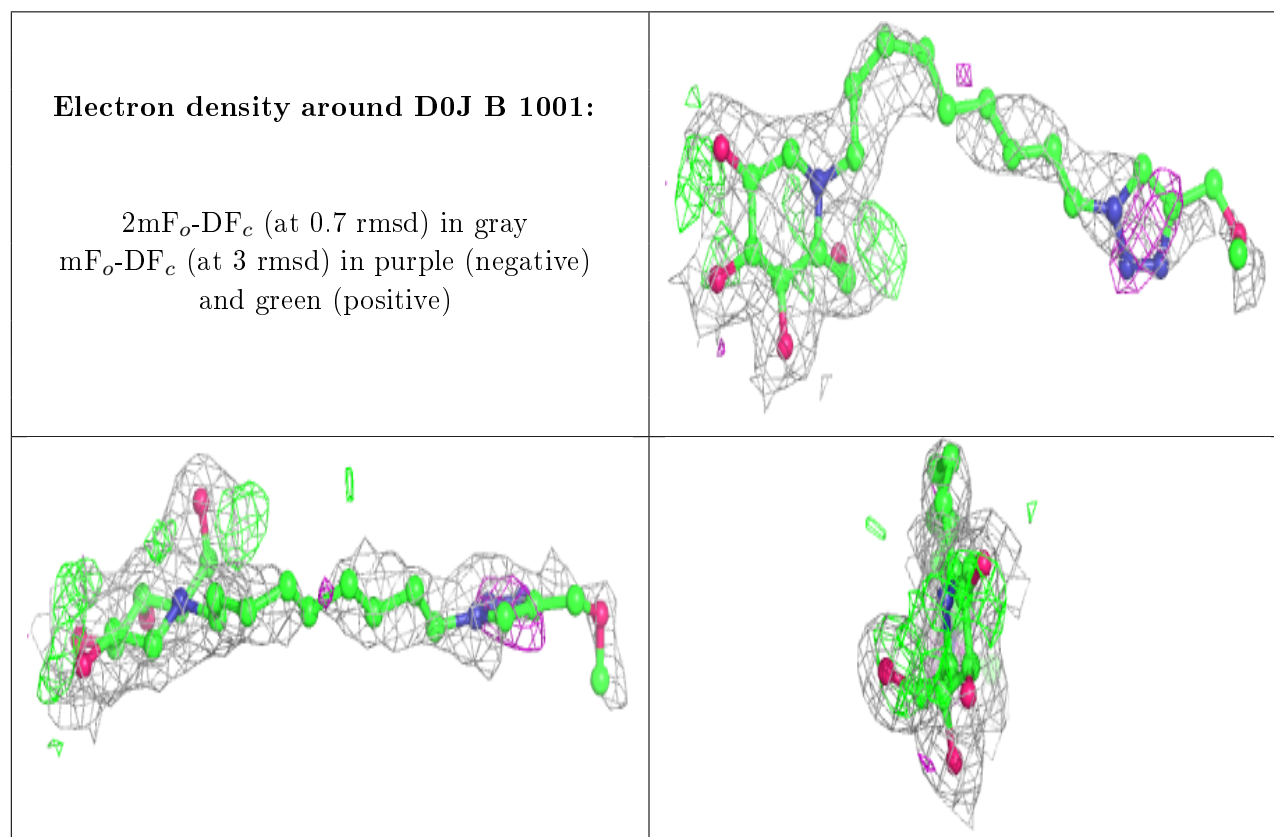 Electron density around D0J B 1001:
2mFₒ-DF𝒸 (at 0.7 rmsd) in gray
mFₒ-DF𝒸 (at 3 rmsd) in purple (negative)
and green (positive)